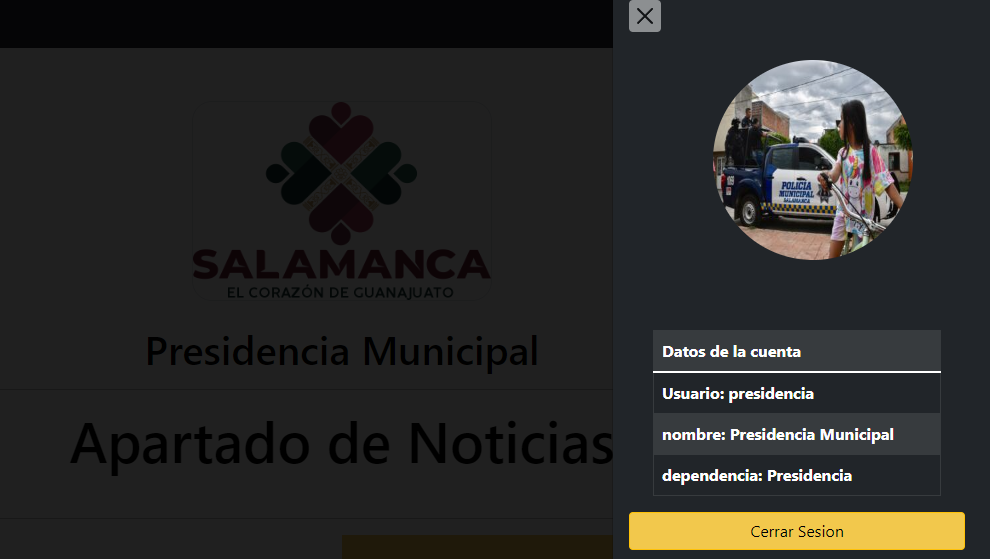 SALAMANCA
EL CORAZÓN DE GUANAJUATO
Presidencia Municipal
Apartado de Noticias
POLICÍA
MUNICIPAL
SALAMANCA
Datos de la cuenta
Usuario: presidencia
nombre: Presidencia Municipal
dependencia: Presidencia
Cerrar Sesion